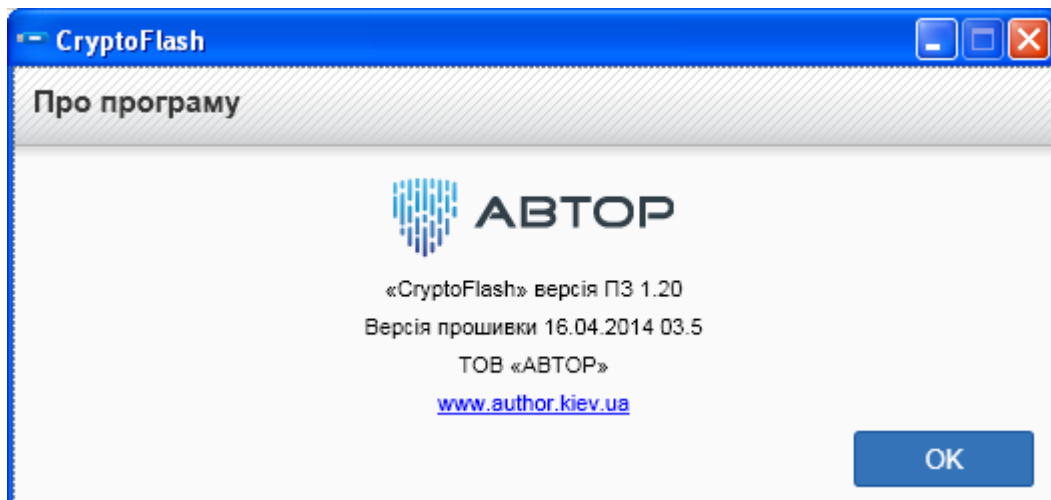 CryptoFlash
Про програму
АВТОР
«CryptoFlash» версія ПЗ 1.20
Версія прошивки 16.04.2014 03.5
ТОВ «АВТОР»
www.author.kiev.ua
OK